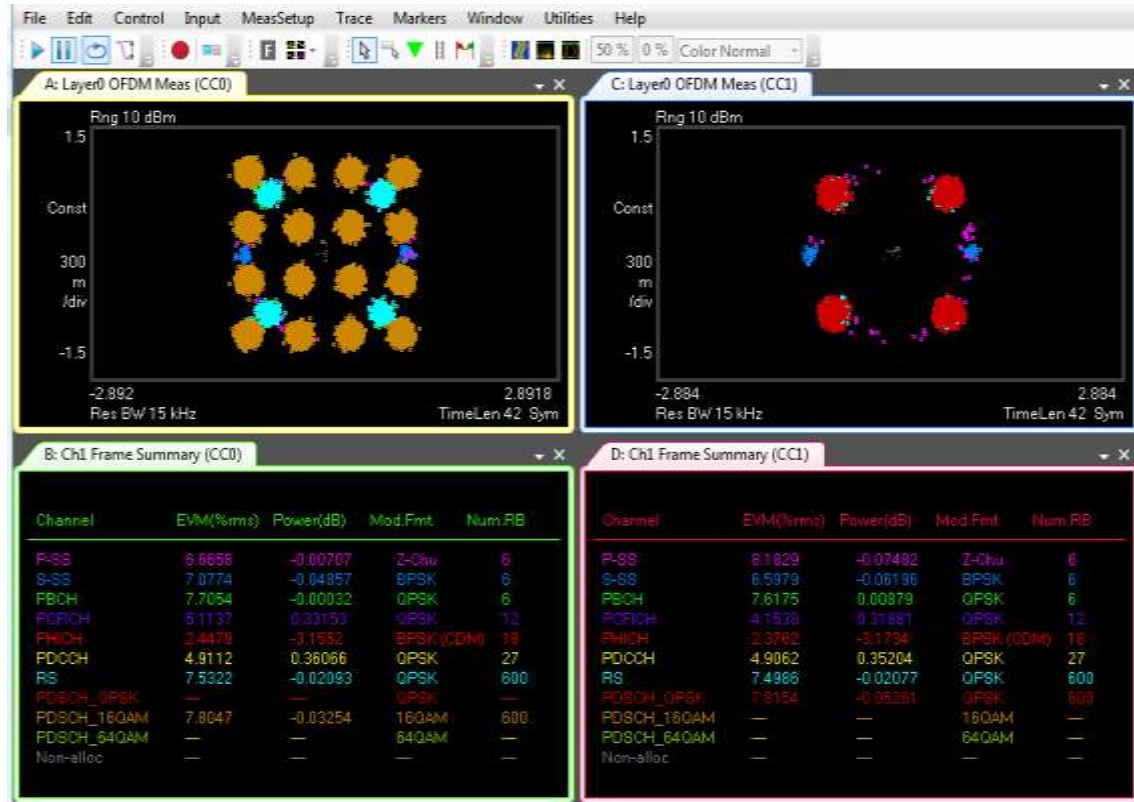 File Edit Control Input MeasSetup Trace Markers Window Utilities Help
50 % 0 % Color Normal
A: Layer0 OFDM Meas (CC0)
Rng 10 dBm
1.5
Const
300
m
/div
-1.5
-2.892 2.8918
Res BW 15 kHz TimeLen 42 Sym
C: Layer0 OFDM Meas (CC1)
Rng 10 dBm
1.5
Const
300
m
/div
-1.5
-2.884 2.884
Res BW 15 kHz TimeLen 42 Sym
B: Ch1 Frame Summary (CC0)
Channel EVM(%rms) Power(dB) Mod.Fmt. Num.RB
P-SS 6.6658 -0.00707 Z-Chu 6
S-SS 7.0774 -0.04857 BPSK 6
PBCH 7.7054 -0.00032 QPSK 6
PCFICH 5.1137 0.33153 QPSK 12
PHICH 2.4479 -3.1552 BPSK (CDM) 18
PDCCH 4.9112 0.36066 QPSK 27
RS 7.5322 -0.02093 QPSK 600
PDSCH_QPSK — — QPSK —
PDSCH_16QAM 7.8047 -0.03254 16QAM 600
PDSCH_64QAM — — 64QAM —
Non-alloc — — — —
D: Ch1 Frame Summary (CC1)
Channel EVM(%rms) Power(dB) Mod.Fmt. Num.RB
P-SS 8.1829 -0.07482 Z-Chu 6
S-SS 6.5979 -0.06196 BPSK 6
PBCH 7.6175 0.00879 QPSK 6
PCFICH 4.1538 0.31881 QPSK 12
PHICH 2.3762 -3.1794 BPSK (CDM) 18
PDCCH 4.9062 0.35204 QPSK 27
RS 7.4986 -0.02077 QPSK 600
PDSCH_QPSK 7.8154 -0.05261 QPSK 600
PDSCH_16QAM — — 16QAM —
PDSCH_64QAM — — 64QAM —
Non-alloc — — — —